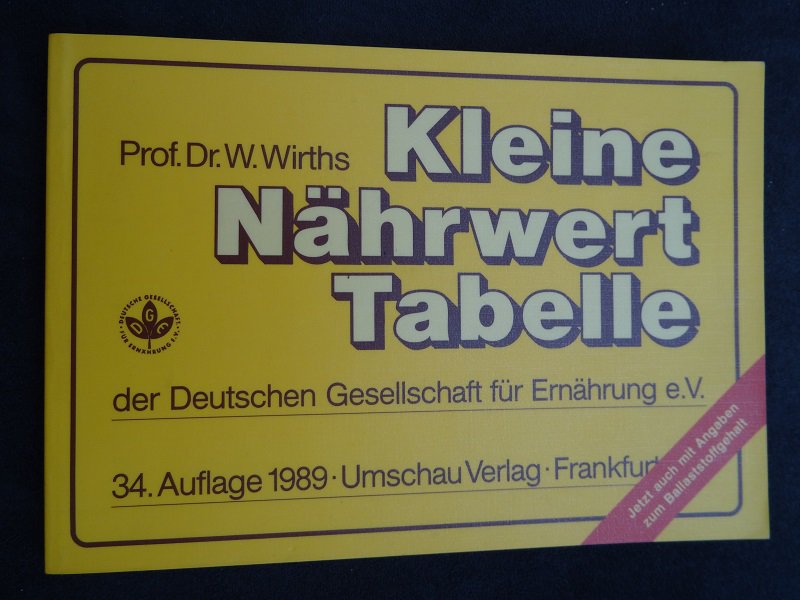 Prof. Dr. W. Wirths
Kleine
Nährwert
Tabelle
DEUTSCHE GESELLSCHAFT
FÜR ERNÄHRUNG E.V.
DGE
der Deutschen Gesellschaft für Ernährung e.V.
34. Auflage 1989 · Umschau Verlag · Frankfurt
Jetzt auch mit Angaben
zum Ballaststoffgehalt